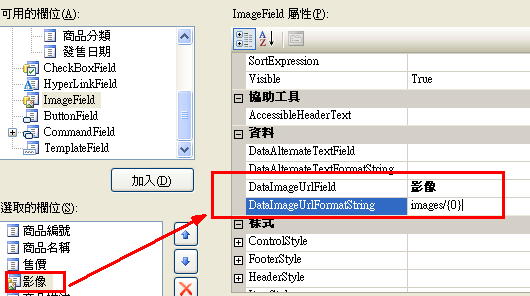 可用的欄位(A):
商品分類
發售日期
CheckBoxField
HyperLinkField
ImageField
ButtonField
CommandField
TemplateField
加入(D)
選取的欄位(S):
商品編號
商品名稱
售價
影像
ImageField 屬性(P):
SortExpression
Visible True
協助工具
AccessibleHeaderText
資料
DataAlternateTextField
DataAlternateTextFormatString
DataImageUrlField 影像
DataImageUrlFormatString images/{0}
樣式
ControlStyle
FooterStyle
HeaderStyle